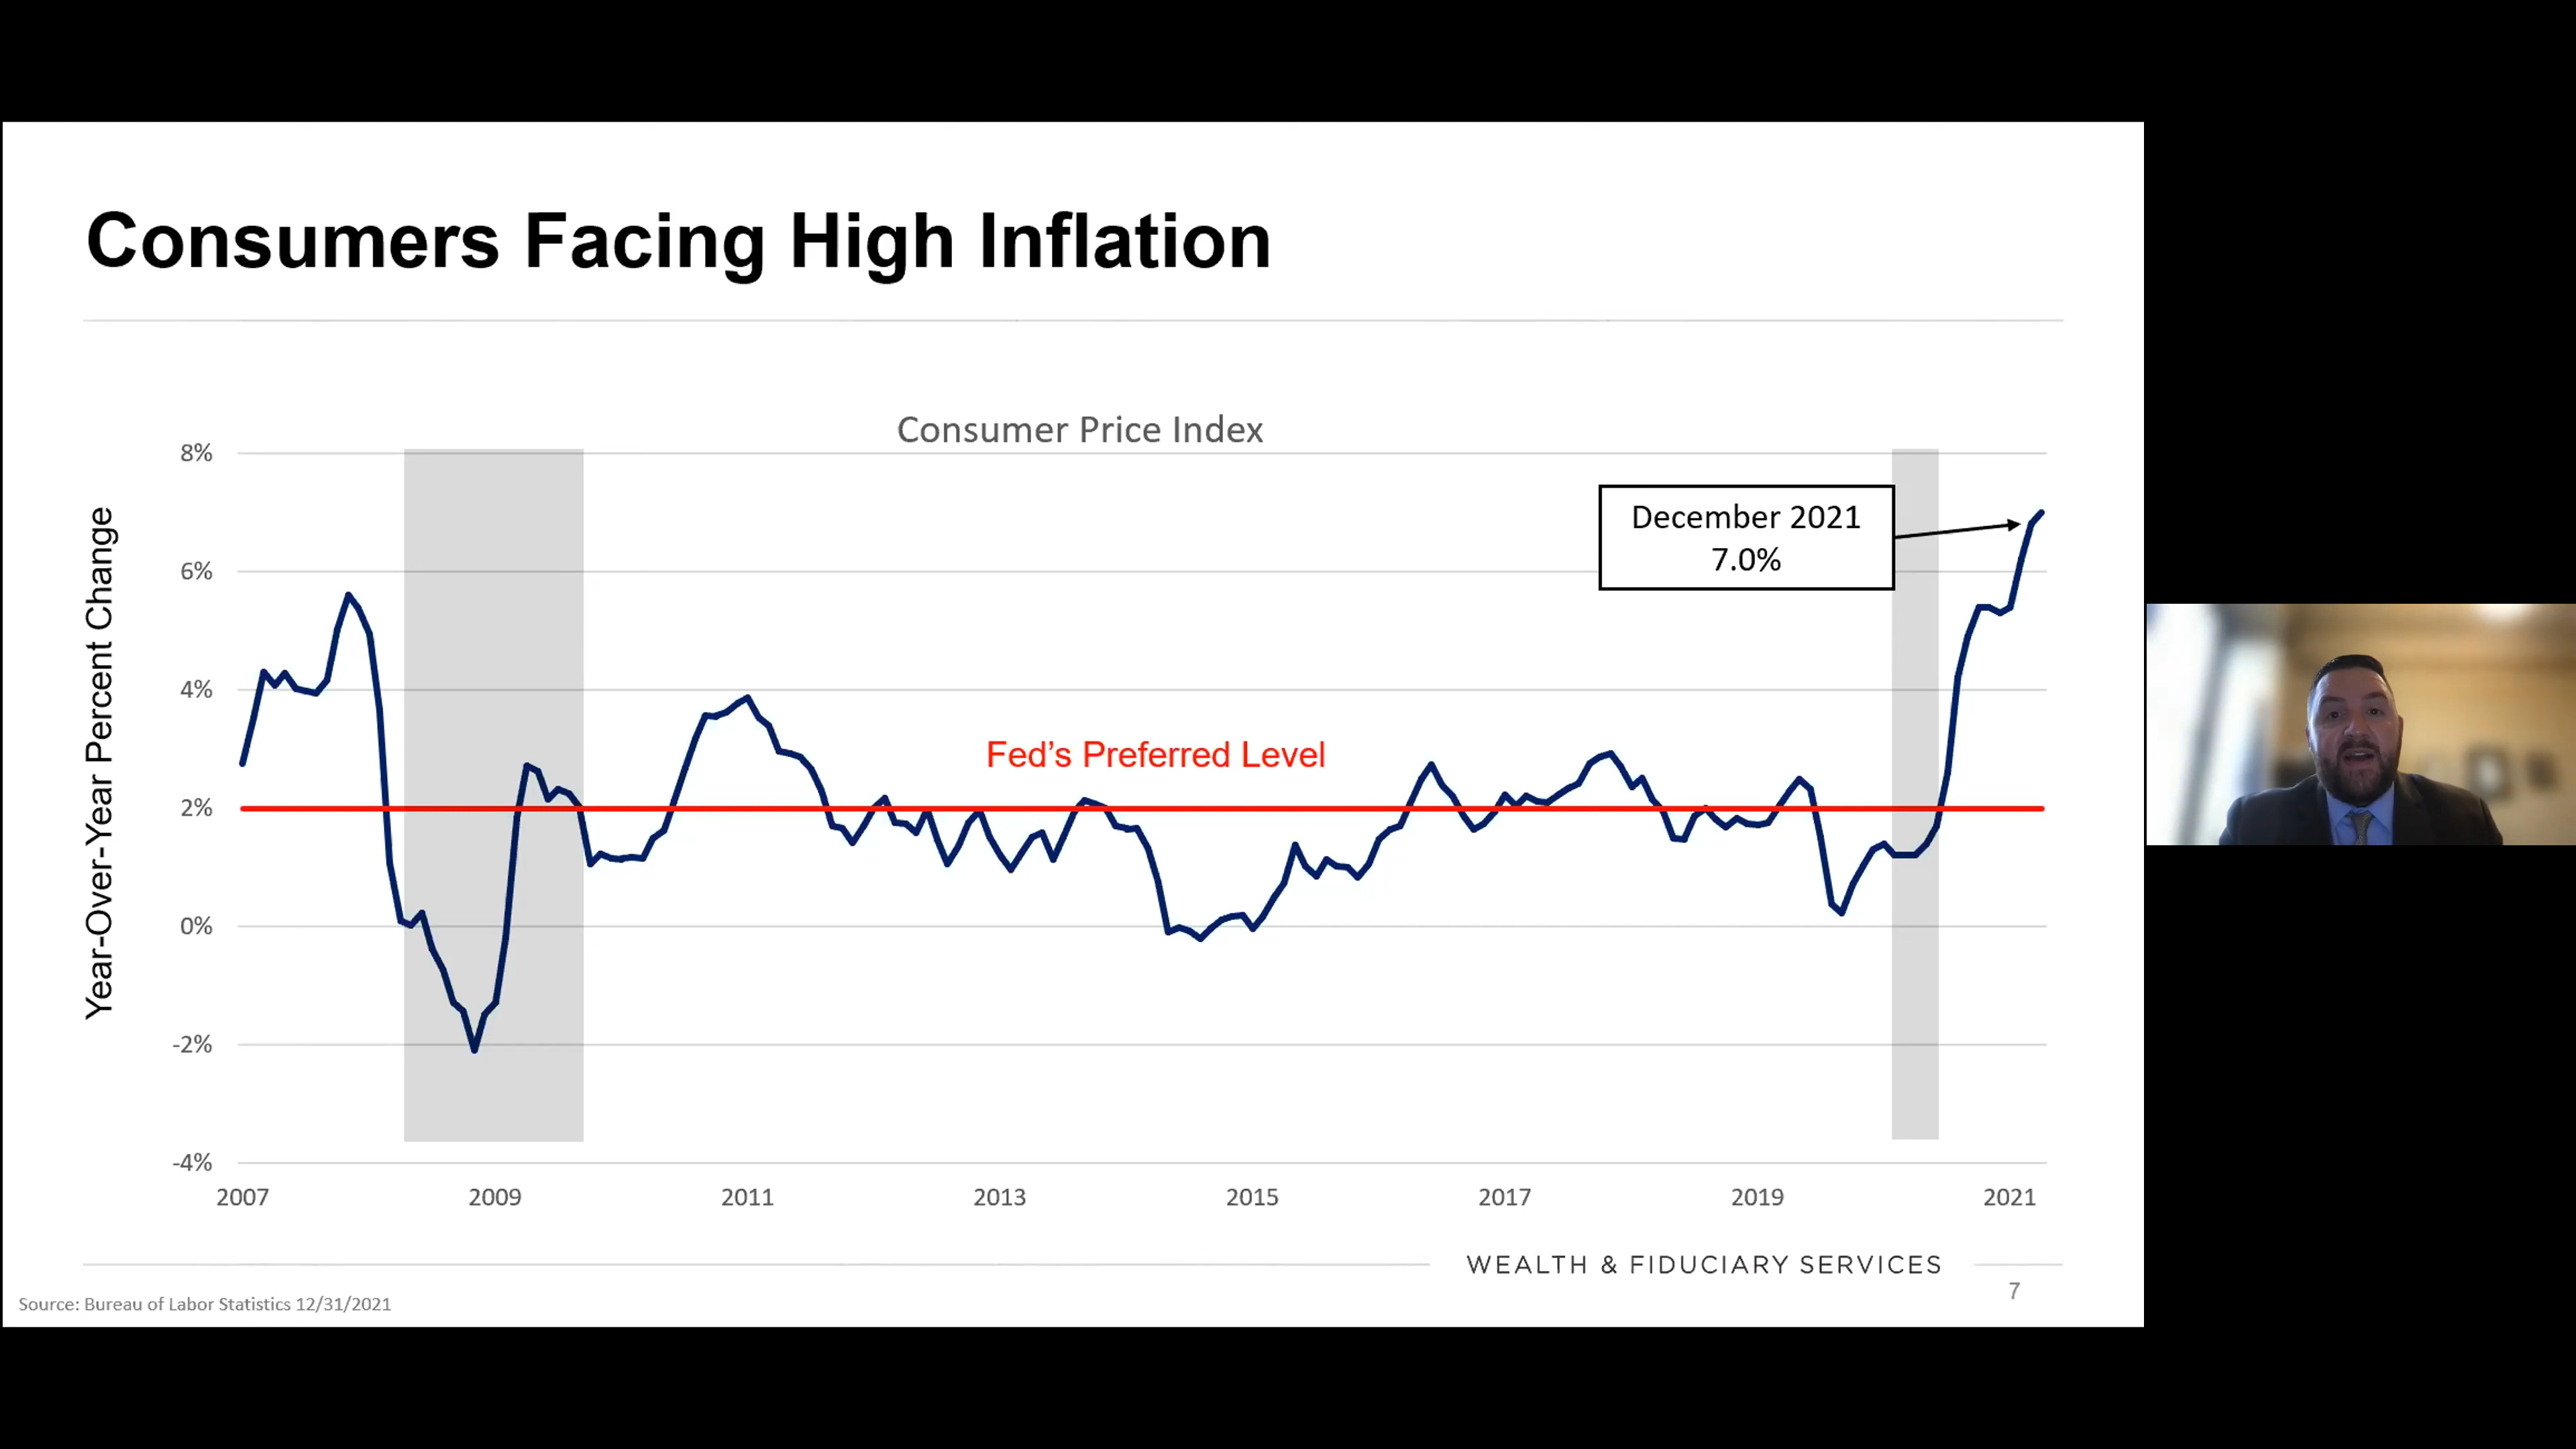 Consumers Facing High Inflation
Consumer Price Index
Year-Over-Year Percent Change
8%
6%
4%
2%
0%
-2%
-4%
December 2021
7.0%
Fed's Preferred Level
2007 2009 2011 2013 2015 2017 2019 2021
WEALTH & FIDUCIARY SERVICES
7
Source: Bureau of Labor Statistics 12/31/2021